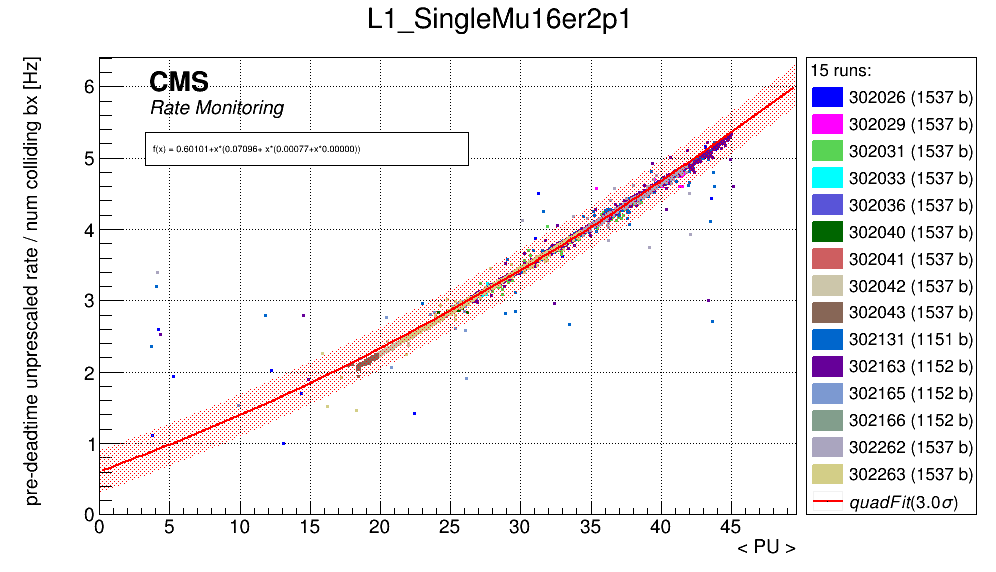 L1_SingleMu16er2p1
pre-deadtime unprescaled rate / num colliding bx [Hz]
CMS
Rate Monitoring
f(x) = 0.60101+x*(0.07096+ x*(0.00077+x*0.00000))
6
5
4
3
2
1
0
0 5 10 15 20 25 30 35 40 45
< PU >
15 runs:
302026 (1537 b)
302029 (1537 b)
302031 (1537 b)
302033 (1537 b)
302036 (1537 b)
302040 (1537 b)
302041 (1537 b)
302042 (1537 b)
302043 (1537 b)
302131 (1151 b)
302163 (1152 b)
302165 (1152 b)
302166 (1152 b)
302262 (1537 b)
302263 (1537 b)
quadFit(3.0σ)